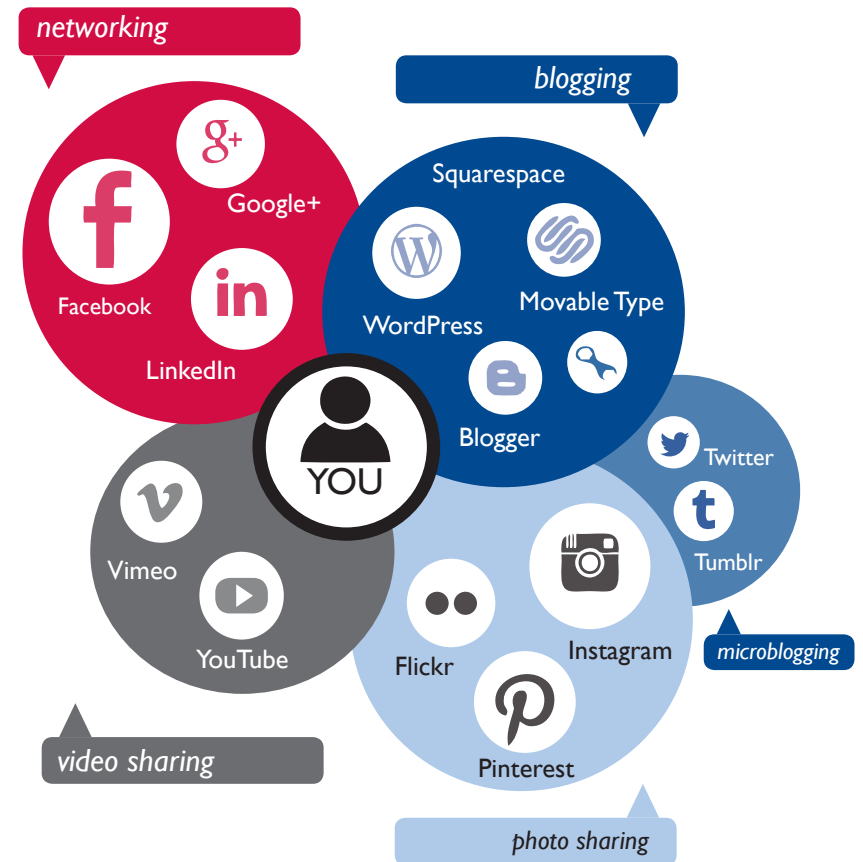 networking
blogging
g+
Google+
f
Facebook
in
LinkedIn
Squarespace
W
WordPress
Movable Type
B
Blogger
YOU
Twitter
t
Tumblr
microblogging
v
Vimeo
YouTube
Flickr
Instagram
P
Pinterest
video sharing
photo sharing